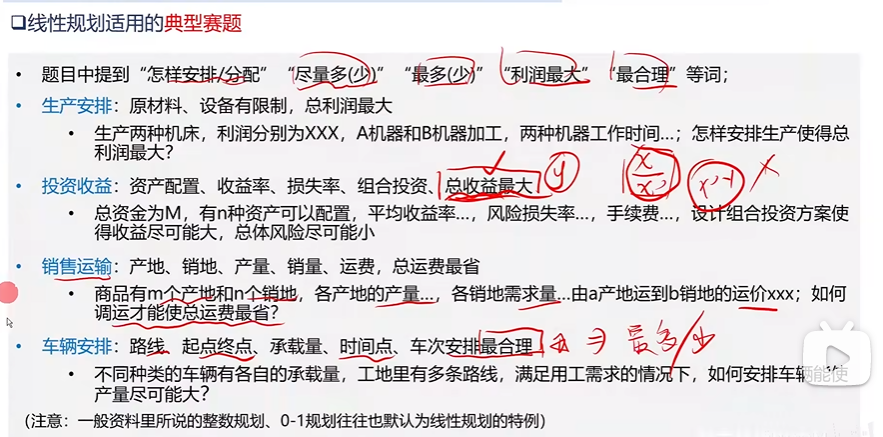 ❑线性规划适用的典型赛题
• 题目中提到“怎样安排/分配”“尽量多(少)”“最多(少)”“利润最大”“最合理”等词；
• 生产安排：原材料、设备有限制，总利润最大
• 生产两种机床，利润分别为XXX，A机器和B机器加工，两种机器工作时间...；怎样安排生产使得总
利润最大？
• 投资收益：资产配置、收益率、损失率、组合投资、总收益最大 y
• 总资金为M，有n种资产可以配置，平均收益率...，风险损失率...，手续费...，设计组合投资方案使
得收益尽可能大，总体风险尽可能小
• 销售运输：产地、销地、产量、销量、运费，总运费最省
• 商品有m个产地和n个销地，各产地的产量...，各销地需求量...由a产地运到b销地的运价xxx；如何
调运才能使总运费最省？
• 车辆安排：路线、起点终点、承载量、时间点、车次安排最合理 最多/少
• 不同种类的车辆有各自的承载量，工地里有多条路线，满足用工需求的情况下，如何安排车辆能使
产量尽可能大？
(注意：一般资料里所说的整数规划、0-1规划往往也默认为线性规划的特例)